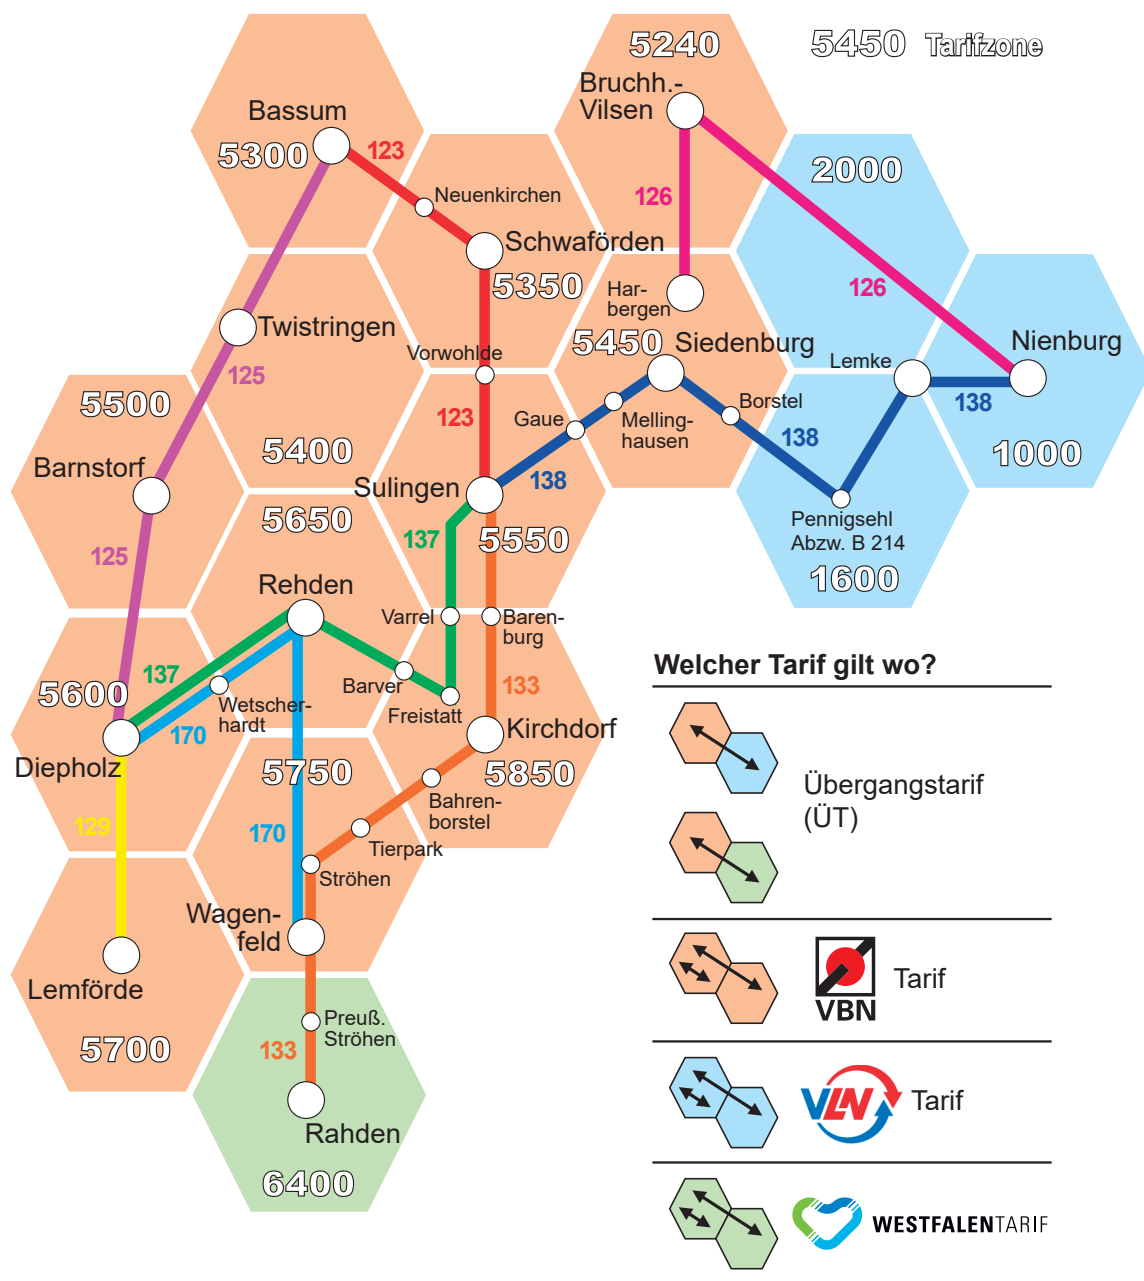 5240
5450 Tarifzone
Bruchh.-
Vilsen
Bassum
5300
123
Neuenkirchen
126
2000
Schwaförden
5350
Har-
bergen
126
Twistringen
125
5400
Vorwohlde
5450
Siedenburg
Lemke
Nienburg
138
1000
5500
Barnstorf
125
123
Gaue
Melling-
hausen
Borstel
138
Sulingen
138
Pennigsehl
Abzw. B 214
1600
5650
137
5550
Rehden
Varrel
Baren-
burg
5600
137
Wetscher-
hardt
170
Barver
Freistatt
133
Kirchdorf
5850
Diepholz
129
5750
170
Bahren-
borstel
Tierpark
Ströhen
Wagen-
feld
Lemförde
5700
Preuß.
Ströhen
133
Rahden
6400
Welcher Tarif gilt wo?
Übergangstarif
(ÜT)
VBN
Tarif
VLN
Tarif
WESTFALENTARIF